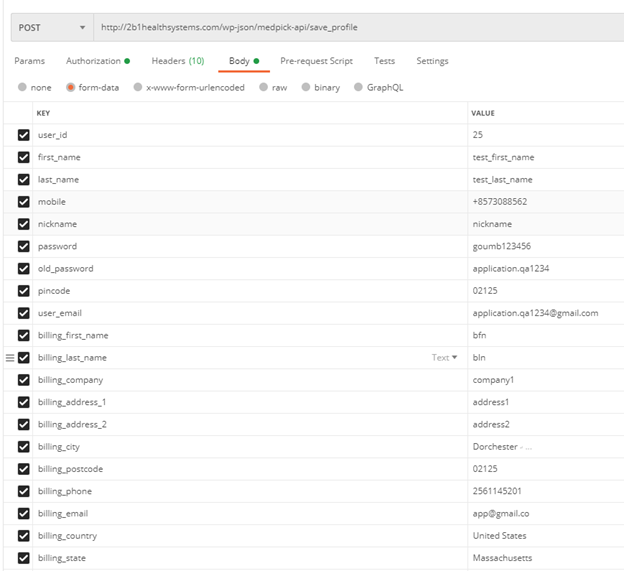 POST http://2b1healthsystems.com/wp-json/medpick-api/save_profile
Params Authorization Headers (10) Body Pre-request Script Tests Settings
none form-data x-www-form-urlencoded raw binary GraphQL
KEY VALUE
user_id 25
first_name test_first_name
last_name test_last_name
mobile +8573088562
nickname nickname
password goumb123456
old_password application.qa1234
pincode 02125
user_email application.qa1234@gmail.com
billing_first_name bfn
billing_last_name Text bln
billing_company company1
billing_address_1 address1
billing_address_2 address2
billing_city Dorchester - ...
billing_postcode 02125
billing_phone 2561145201
billing_email app@gmail.co
billing_country United States
billing_state Massachusetts